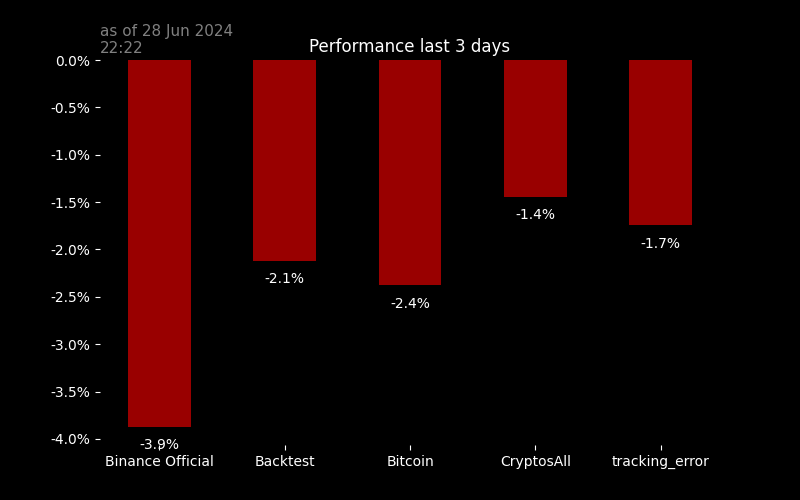 as of 28 Jun 2024
22:22
Performance last 3 days
0.0%
-0.5%
-1.0%
-1.5%
-2.0%
-2.5%
-3.0%
-3.5%
-4.0%
-3.9%
-2.1%
-2.4%
-1.4%
-1.7%
Binance Official
Backtest
Bitcoin
CryptosAll
tracking_error